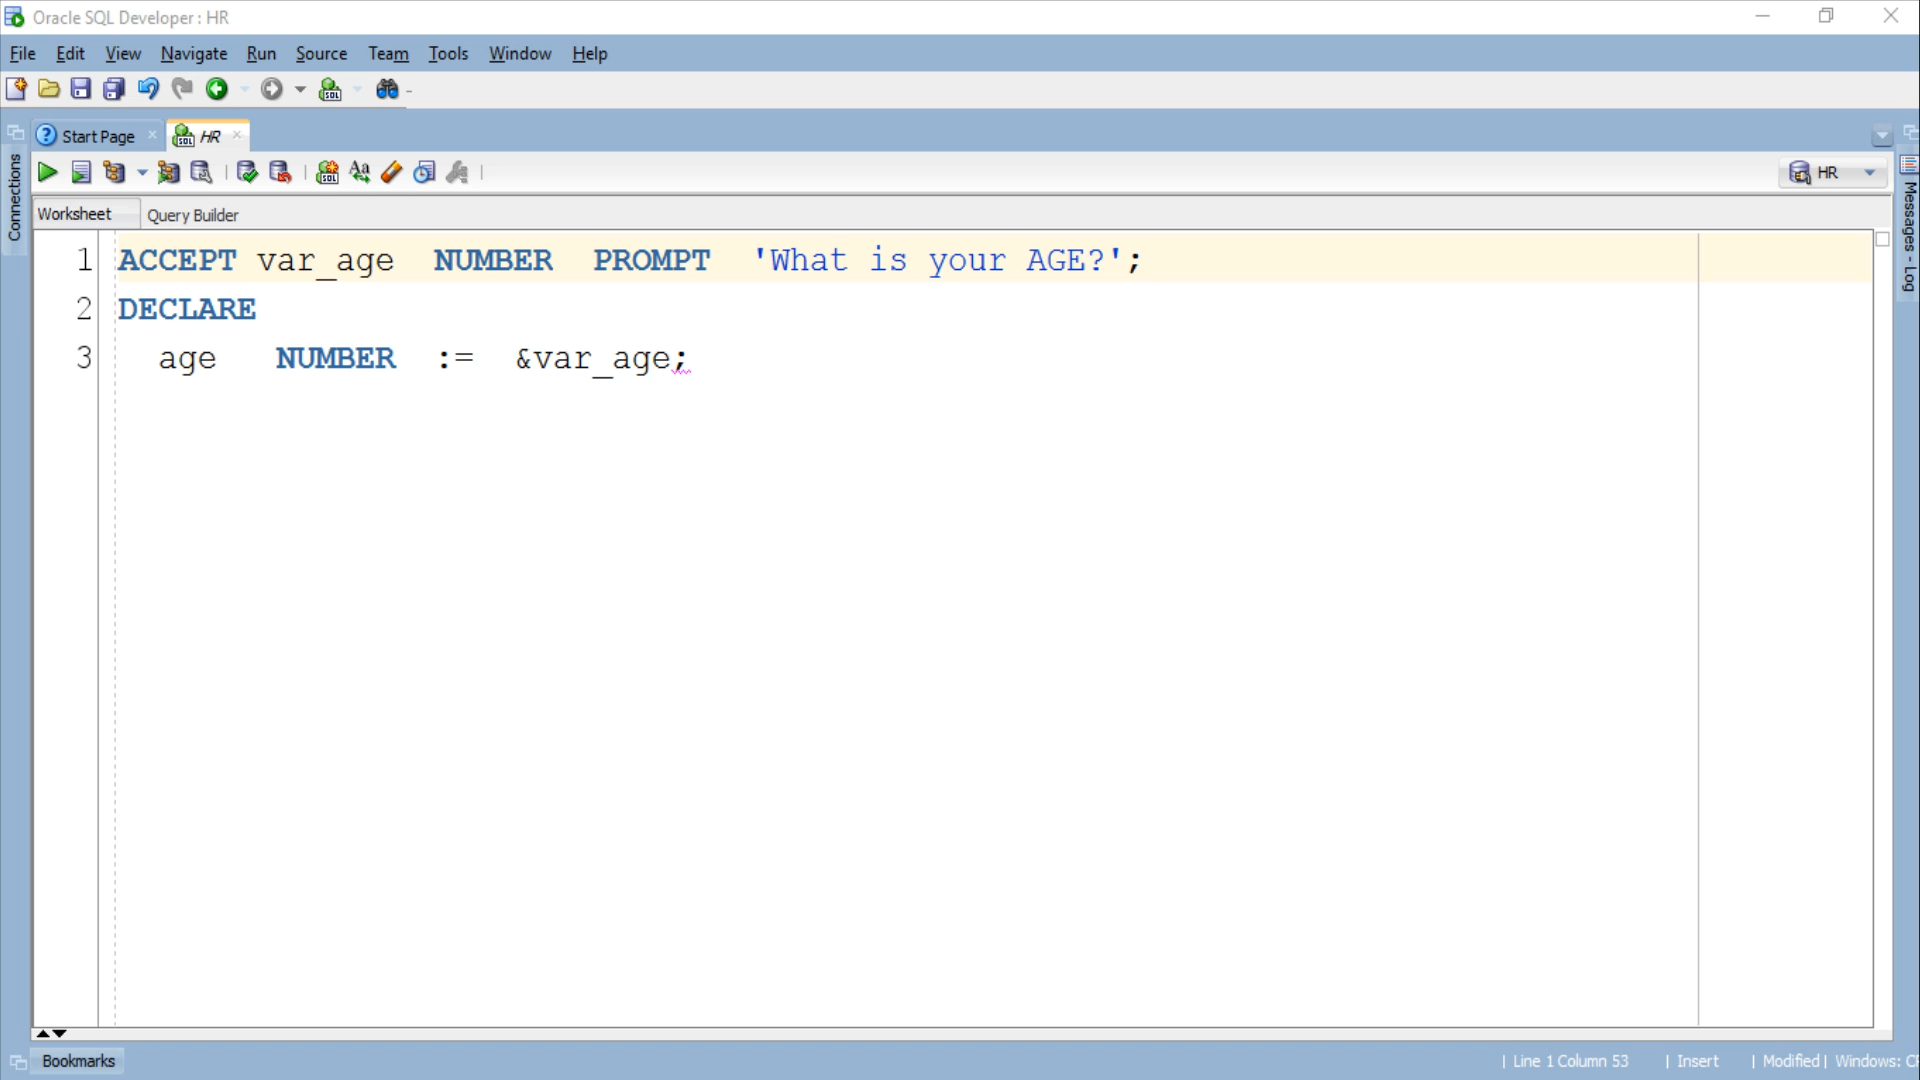 Oracle SQL Developer : HR
File Edit View Navigate Run Source Team Tools Window Help
Start Page HR
HR
Worksheet Query Builder
Connections
Messages - Log
1 ACCEPT var_age NUMBER PROMPT 'What is your AGE?';
2 DECLARE
3 age NUMBER := &var_age;
Bookmarks
| Line 1 Column 53 | Insert | Modified | Windows: CR